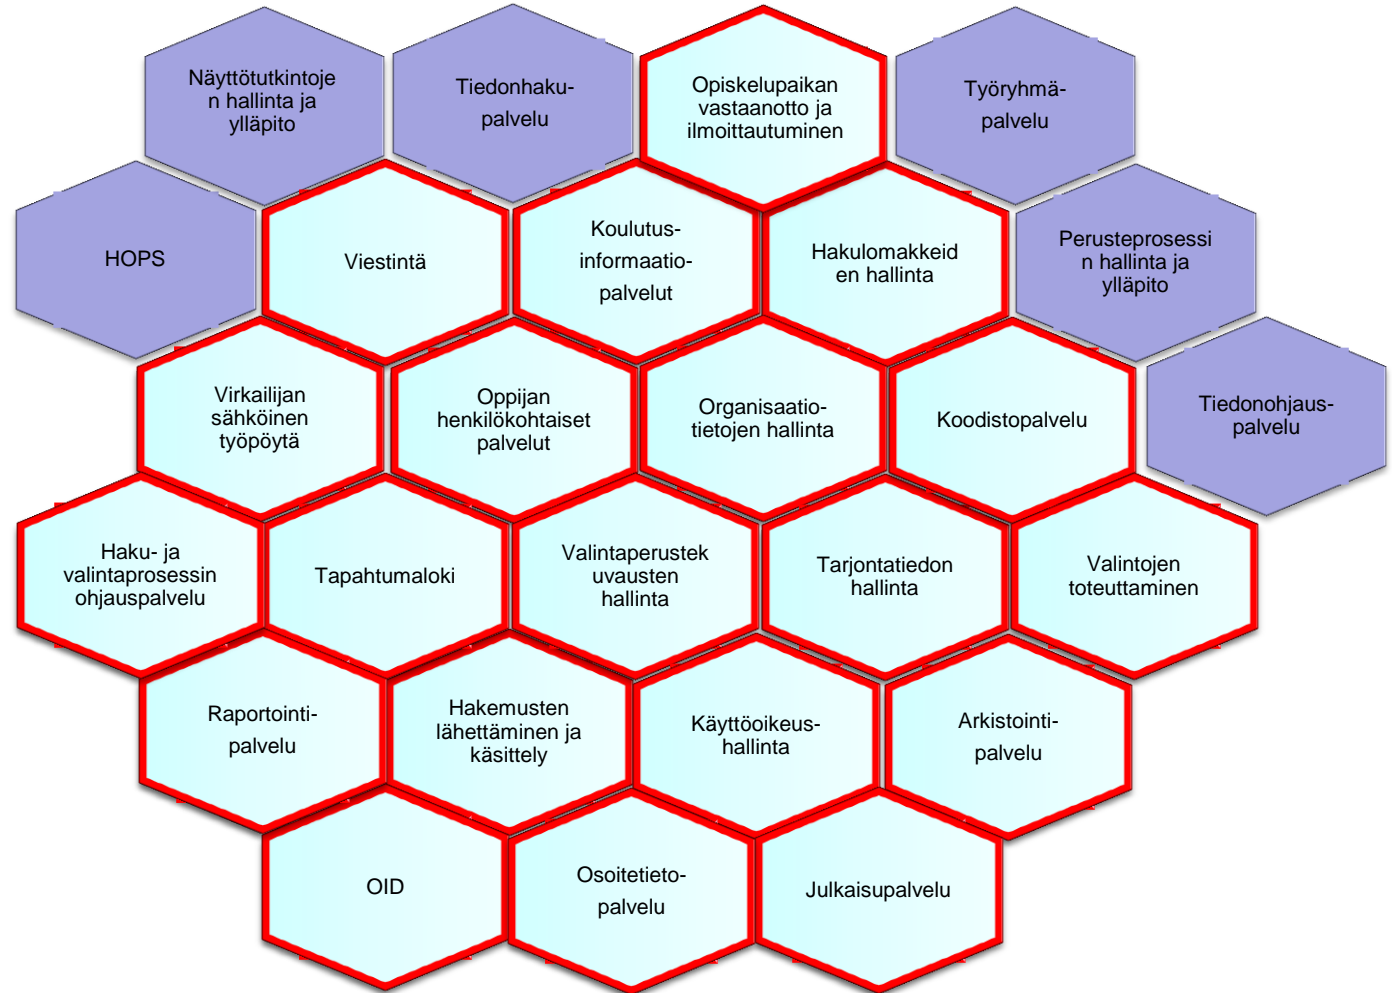 Näyttötutkintoje
n hallinta ja
ylläpito
Tiedonhaku-
palvelu
Opiskelupaikan
vastaanotto ja
ilmoittautuminen
Työryhmä-
palvelu
HOPS
Viestintä
Koulutus-
informaatio-
palvelut
Hakulomakkeid
en hallinta
Perusteprosessi
n hallinta ja
ylläpito
Virkailijan
sähköinen
työpöytä
Oppijan
henkilökohtaiset
palvelut
Organisaatio-
tietojen hallinta
Koodistopalvelu
Tiedonohjaus-
palvelu
Haku- ja
valintaprosessin
ohjauspalvelu
Tapahtumaloki
Valintaperustek
uvausten
hallinta
Tarjontatiedon
hallinta
Valintojen
toteuttaminen
Raportointi-
palvelu
Hakemusten
lähettäminen ja
käsittely
Käyttöoikeus-
hallinta
Arkistointi-
palvelu
OID
Osoitetieto-
palvelu
Julkaisupalvelu